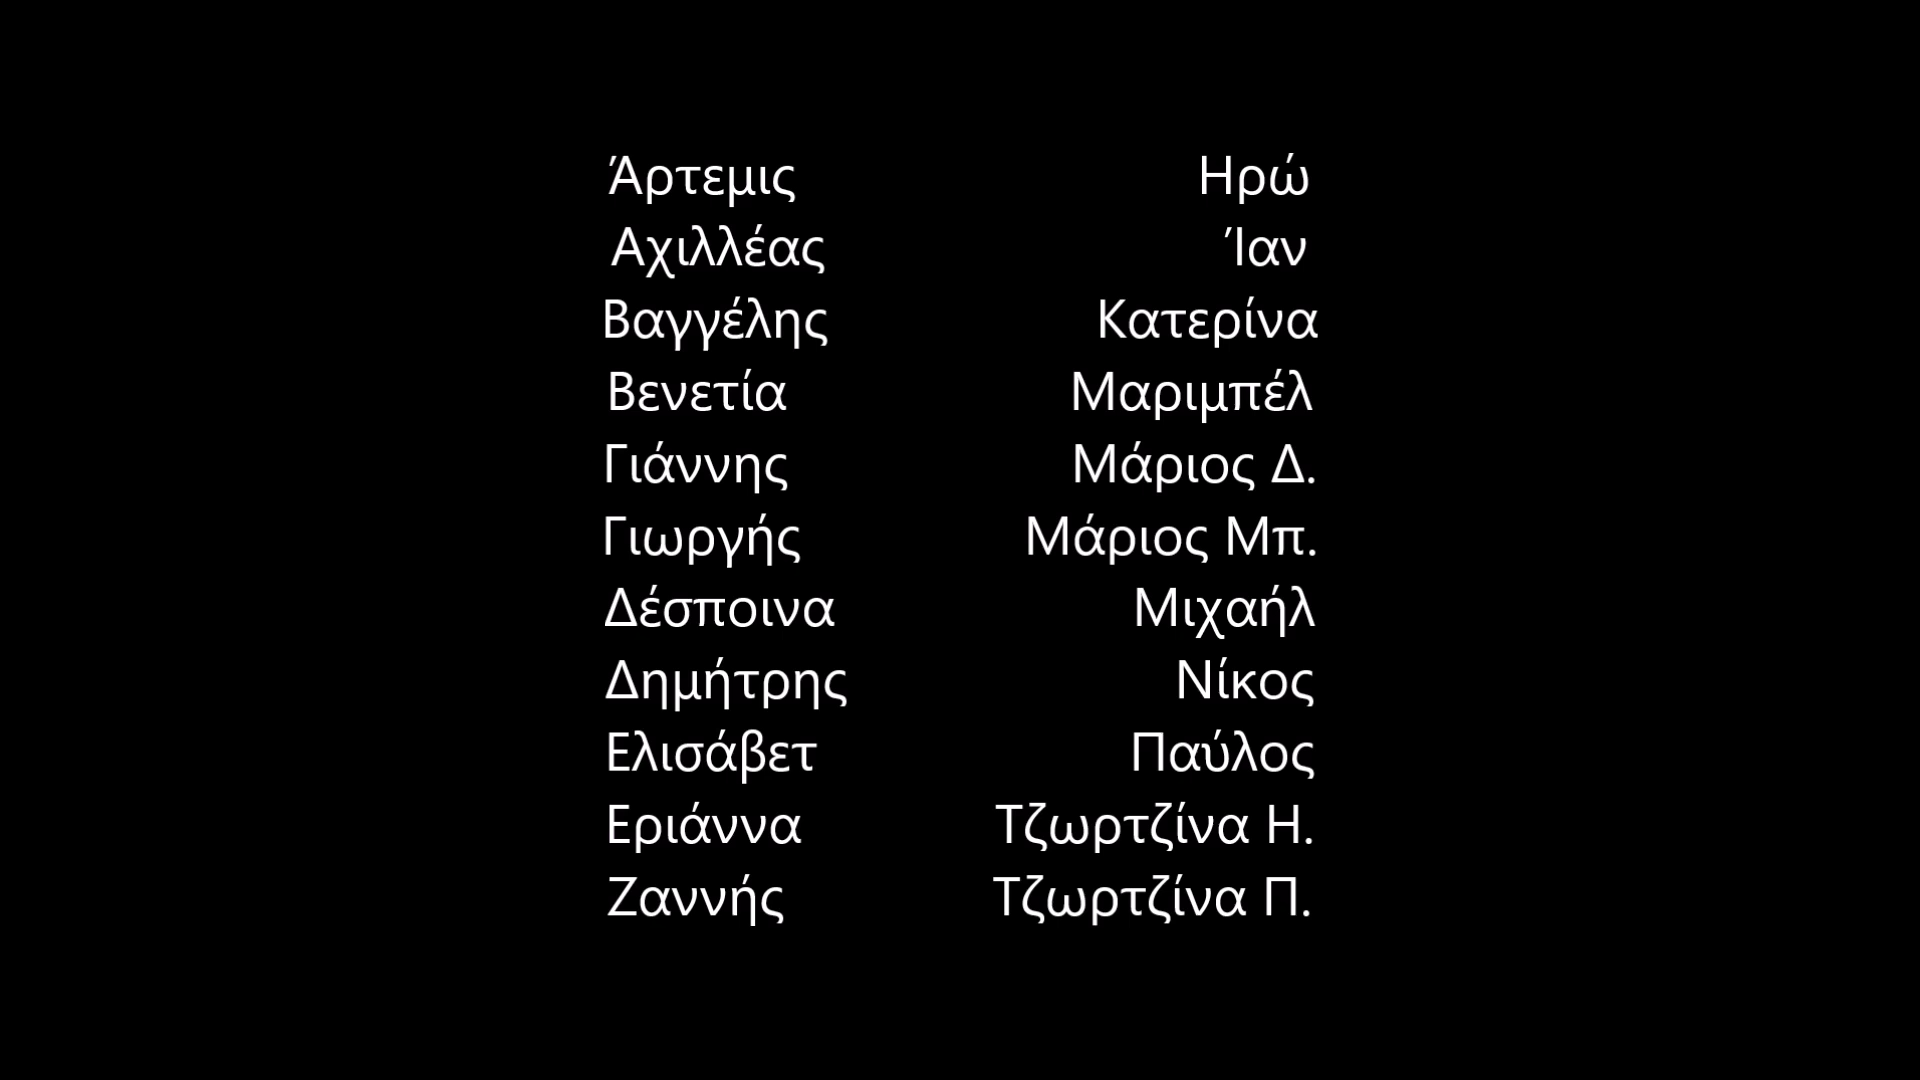 Άρτεμις
Αχιλλέας
Βαγγέλης
Βενετία
Γιάννης
Γιωργής
Δέσποινα
Δημήτρης
Ελισάβετ
Εριάννα
Ζαννής
Ηρώ
Ίαν
Κατερίνα
Μαριμπέλ
Μάριος Δ.
Μάριος Μπ.
Μιχαήλ
Νίκος
Παύλος
Τζωρτζίνα Η.
Τζωρτζίνα Π.